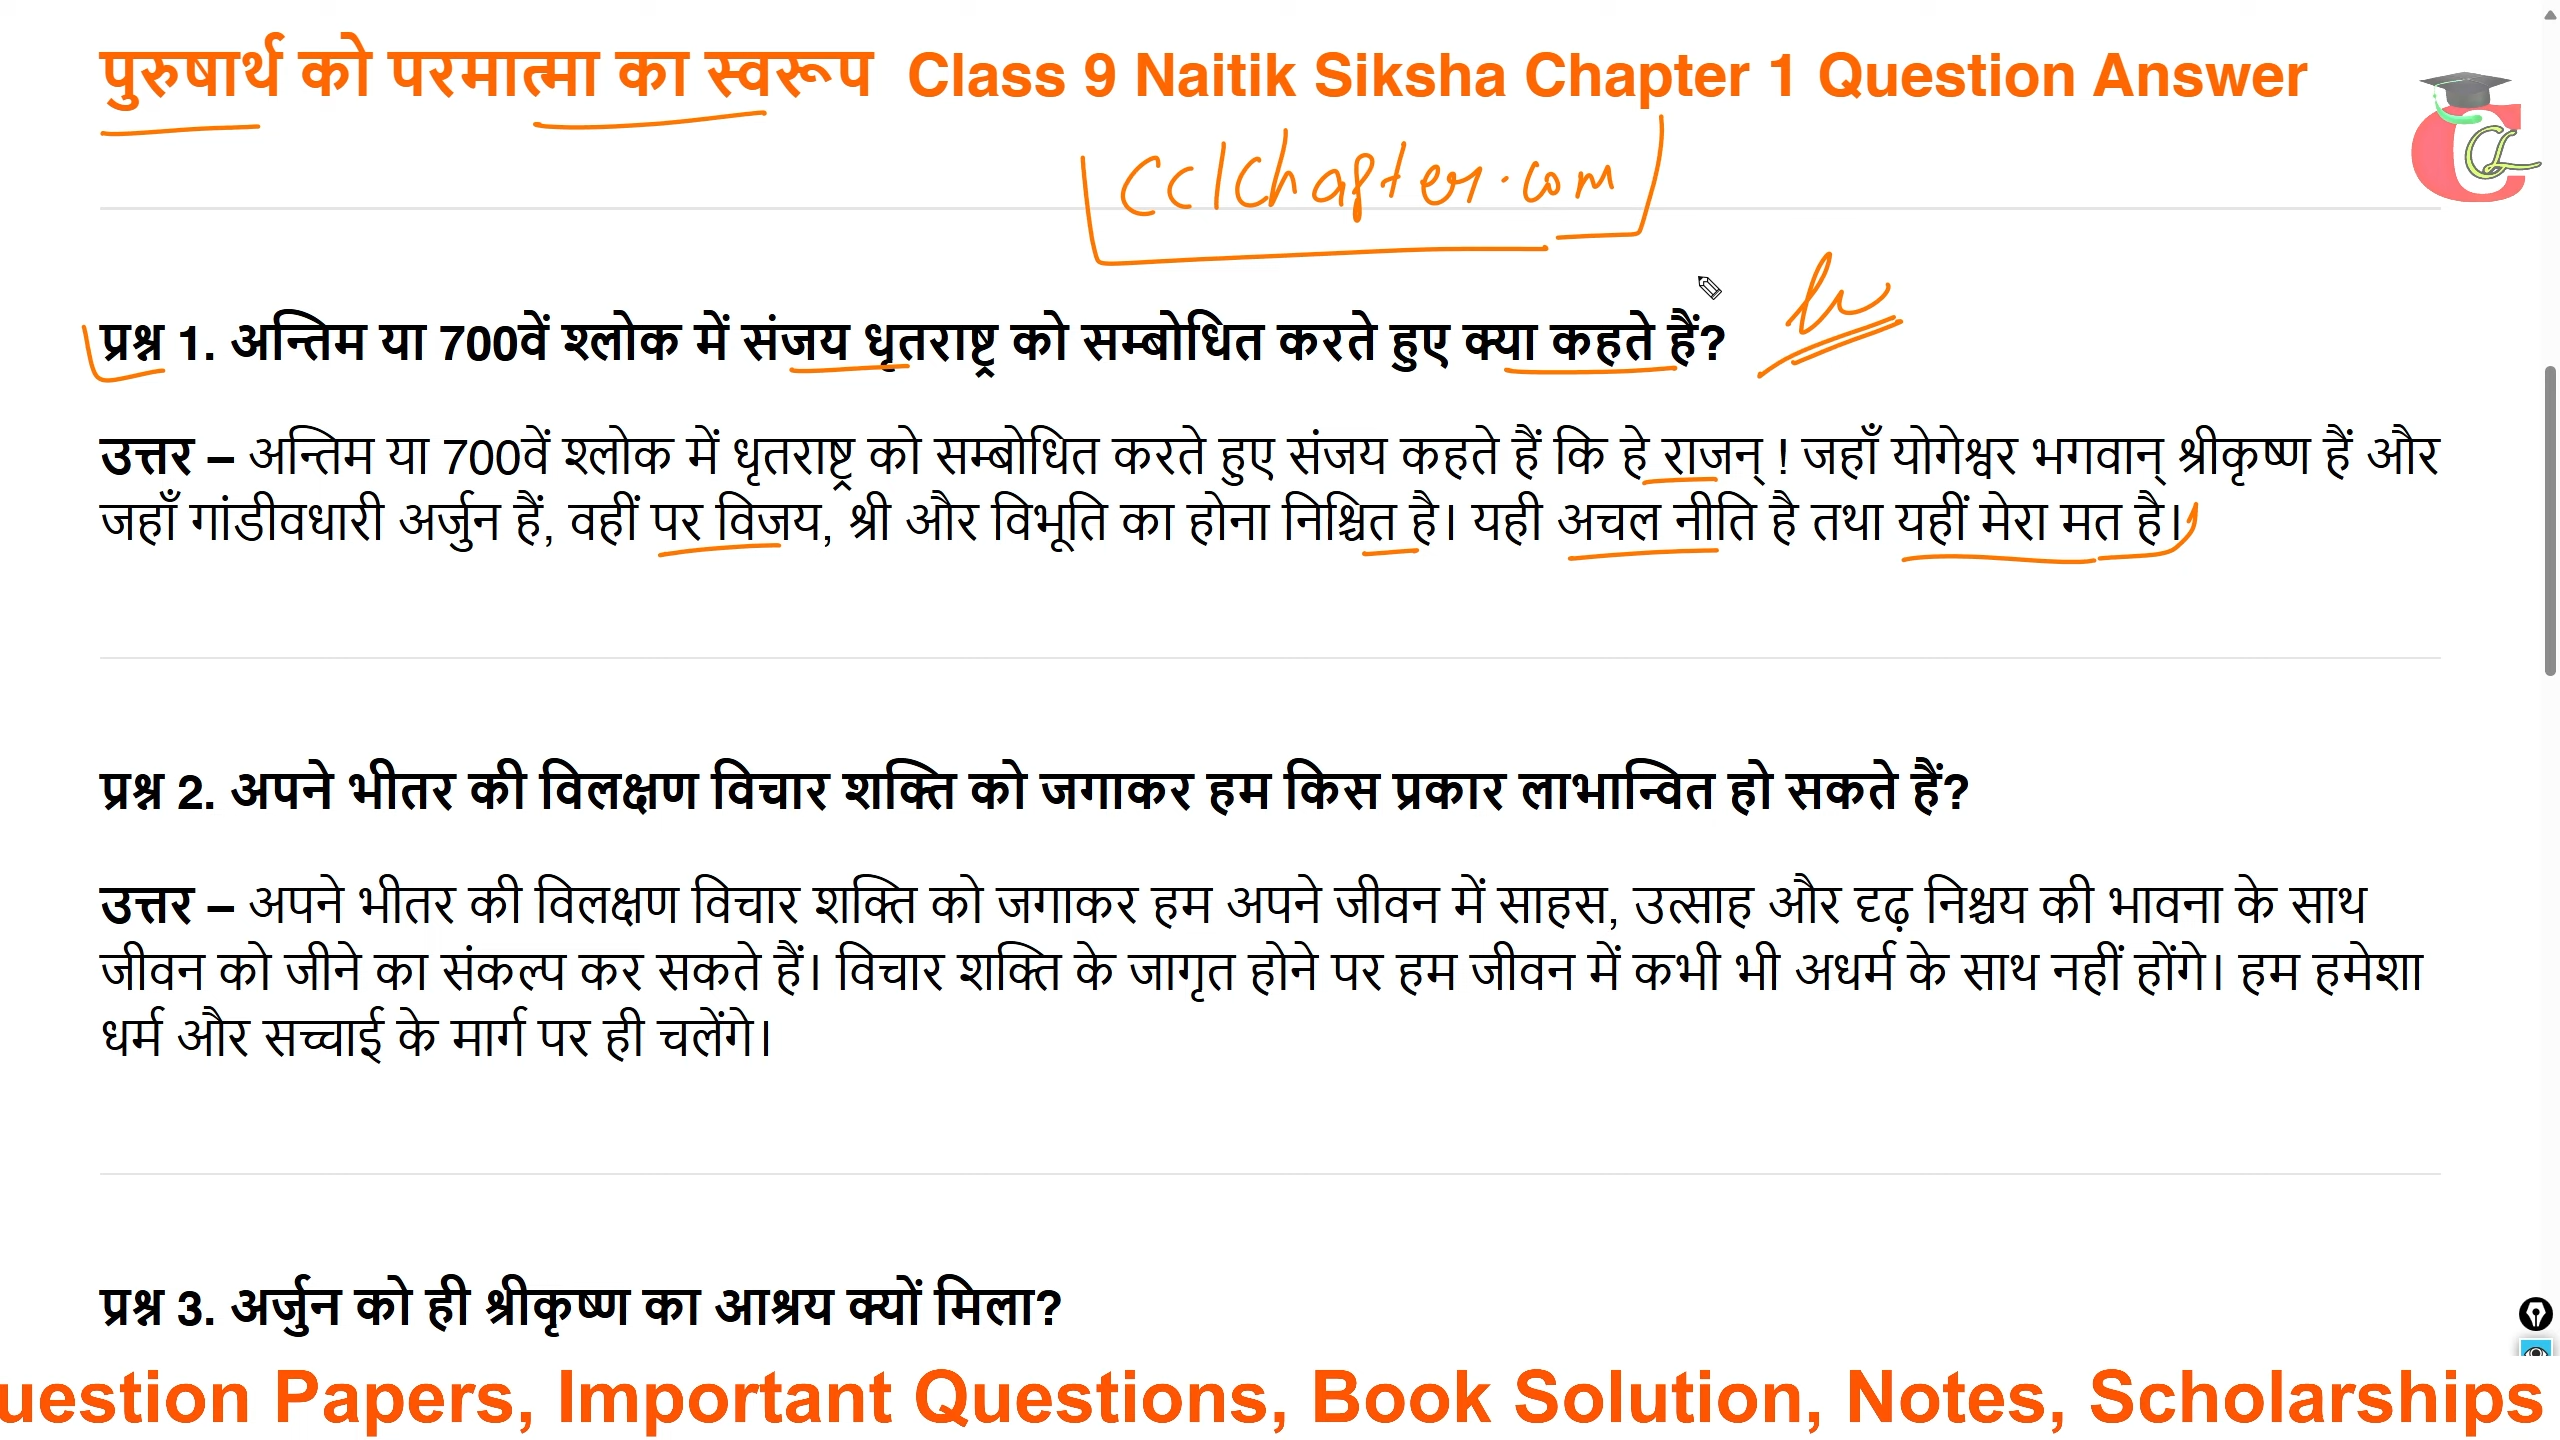 पुरुषार्थ को परमात्मा का स्वरूप Class 9 Naitik Siksha Chapter 1 Question Answer
cclchapter.com
प्रश्न 1. अन्तिम या 700वें श्लोक में संजय धृतराष्ट्र को सम्बोधित करते हुए क्या कहते हैं?
उत्तर – अन्तिम या 700वें श्लोक में धृतराष्ट्र को सम्बोधित करते हुए संजय कहते हैं कि हे राजन् ! जहाँ योगेश्वर भगवान् श्रीकृष्ण हैं और
जहाँ गांडीवधारी अर्जुन हैं, वहीं पर विजय, श्री और विभूति का होना निश्चित है। यही अचल नीति है तथा यहीं मेरा मत है।
प्रश्न 2. अपने भीतर की विलक्षण विचार शक्ति को जगाकर हम किस प्रकार लाभान्वित हो सकते हैं?
उत्तर – अपने भीतर की विलक्षण विचार शक्ति को जगाकर हम अपने जीवन में साहस, उत्साह और दृढ़ निश्चय की भावना के साथ
जीवन को जीने का संकल्प कर सकते हैं। विचार शक्ति के जागृत होने पर हम जीवन में कभी भी अधर्म के साथ नहीं होंगे। हम हमेशा
धर्म और सच्चाई के मार्ग पर ही चलेंगे।
प्रश्न 3. अर्जुन को ही श्रीकृष्ण का आश्रय क्यों मिला?
uestion Papers, Important Questions, Book Solution, Notes, Scholarships